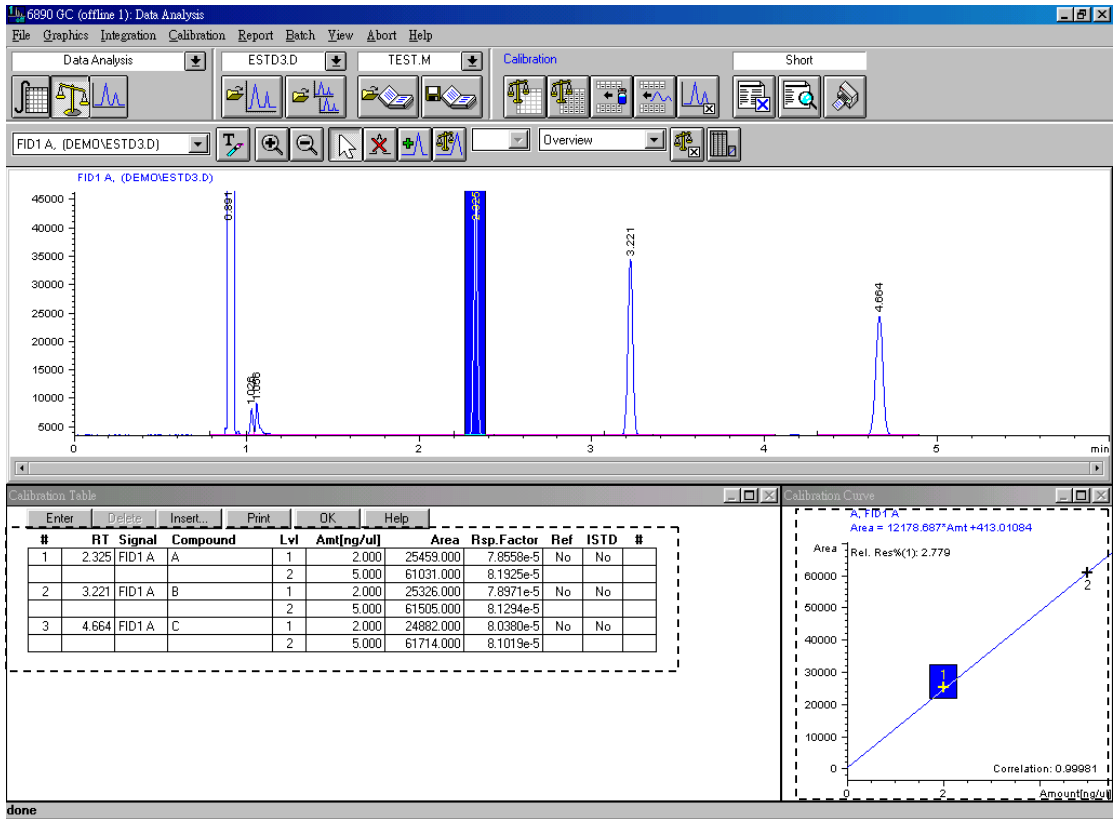 6890 GC (offline 1): Data Analysis
File Graphics Integration Calibration Report Batch View Abort Help
Data Analysis ESTD3.D TEST.M Calibration Short
FID1 A, (DEMO\ESTD3.D) Overview
FID1 A, (DEMO\ESTD3.D)
45000
40000
35000
30000
25000
20000
15000
10000
5000
0.891
1.026
2.325
3.221
4.664
0 1 2 3 4 5 min
Calibration Table
Enter Delete Insert... Print OK Help
# RT Signal Compound Lvl Amt[ng/ul] Area Rsp.Factor Ref ISTD #
1 2.325 FID1 A A 1 2.000 25459.000 7.8558e-5 No No
2 5.000 61031.000 8.1925e-5
2 3.221 FID1 A B 1 2.000 25326.000 7.8971e-5 No No
2 5.000 61505.000 8.1294e-5
3 4.664 FID1 A C 1 2.000 24882.000 8.0380e-5 No No
2 5.000 61714.000 8.1019e-5
Calibration Curve
A, FID1 A
Area = 12178.687*Amt +413.01084
Area
Rel. Res%(1): 2.779
60000
50000
40000
30000
20000
10000
0
1
2
Correlation: 0.99981
0 2 Amount[ng/ul]
done